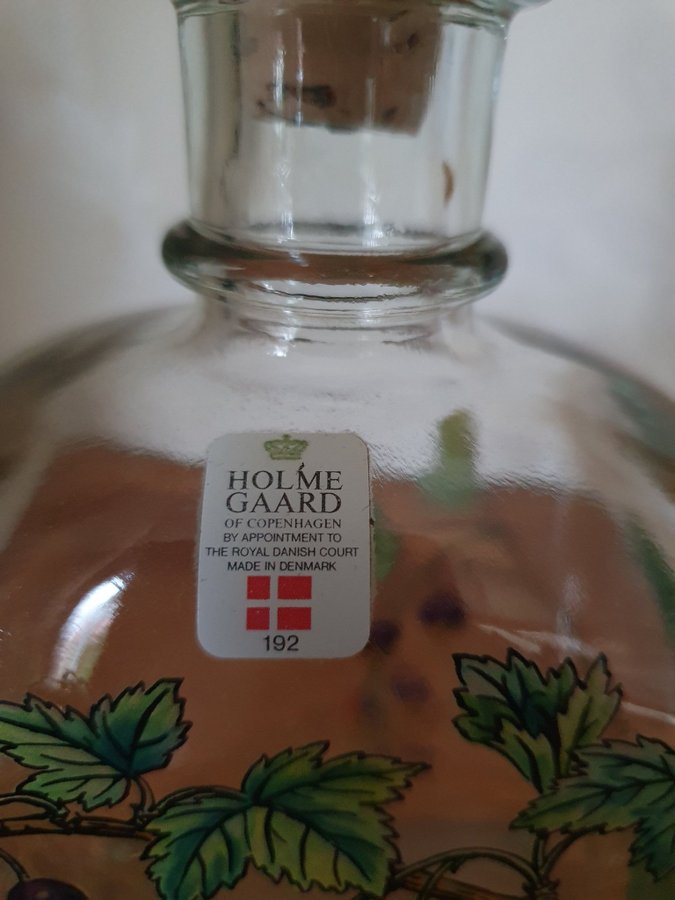 HOLME
GAARD
OF COPENHAGEN
BY APPOINTMENT TO
THE ROYAL DANISH COURT
MADE IN DENMARK
192